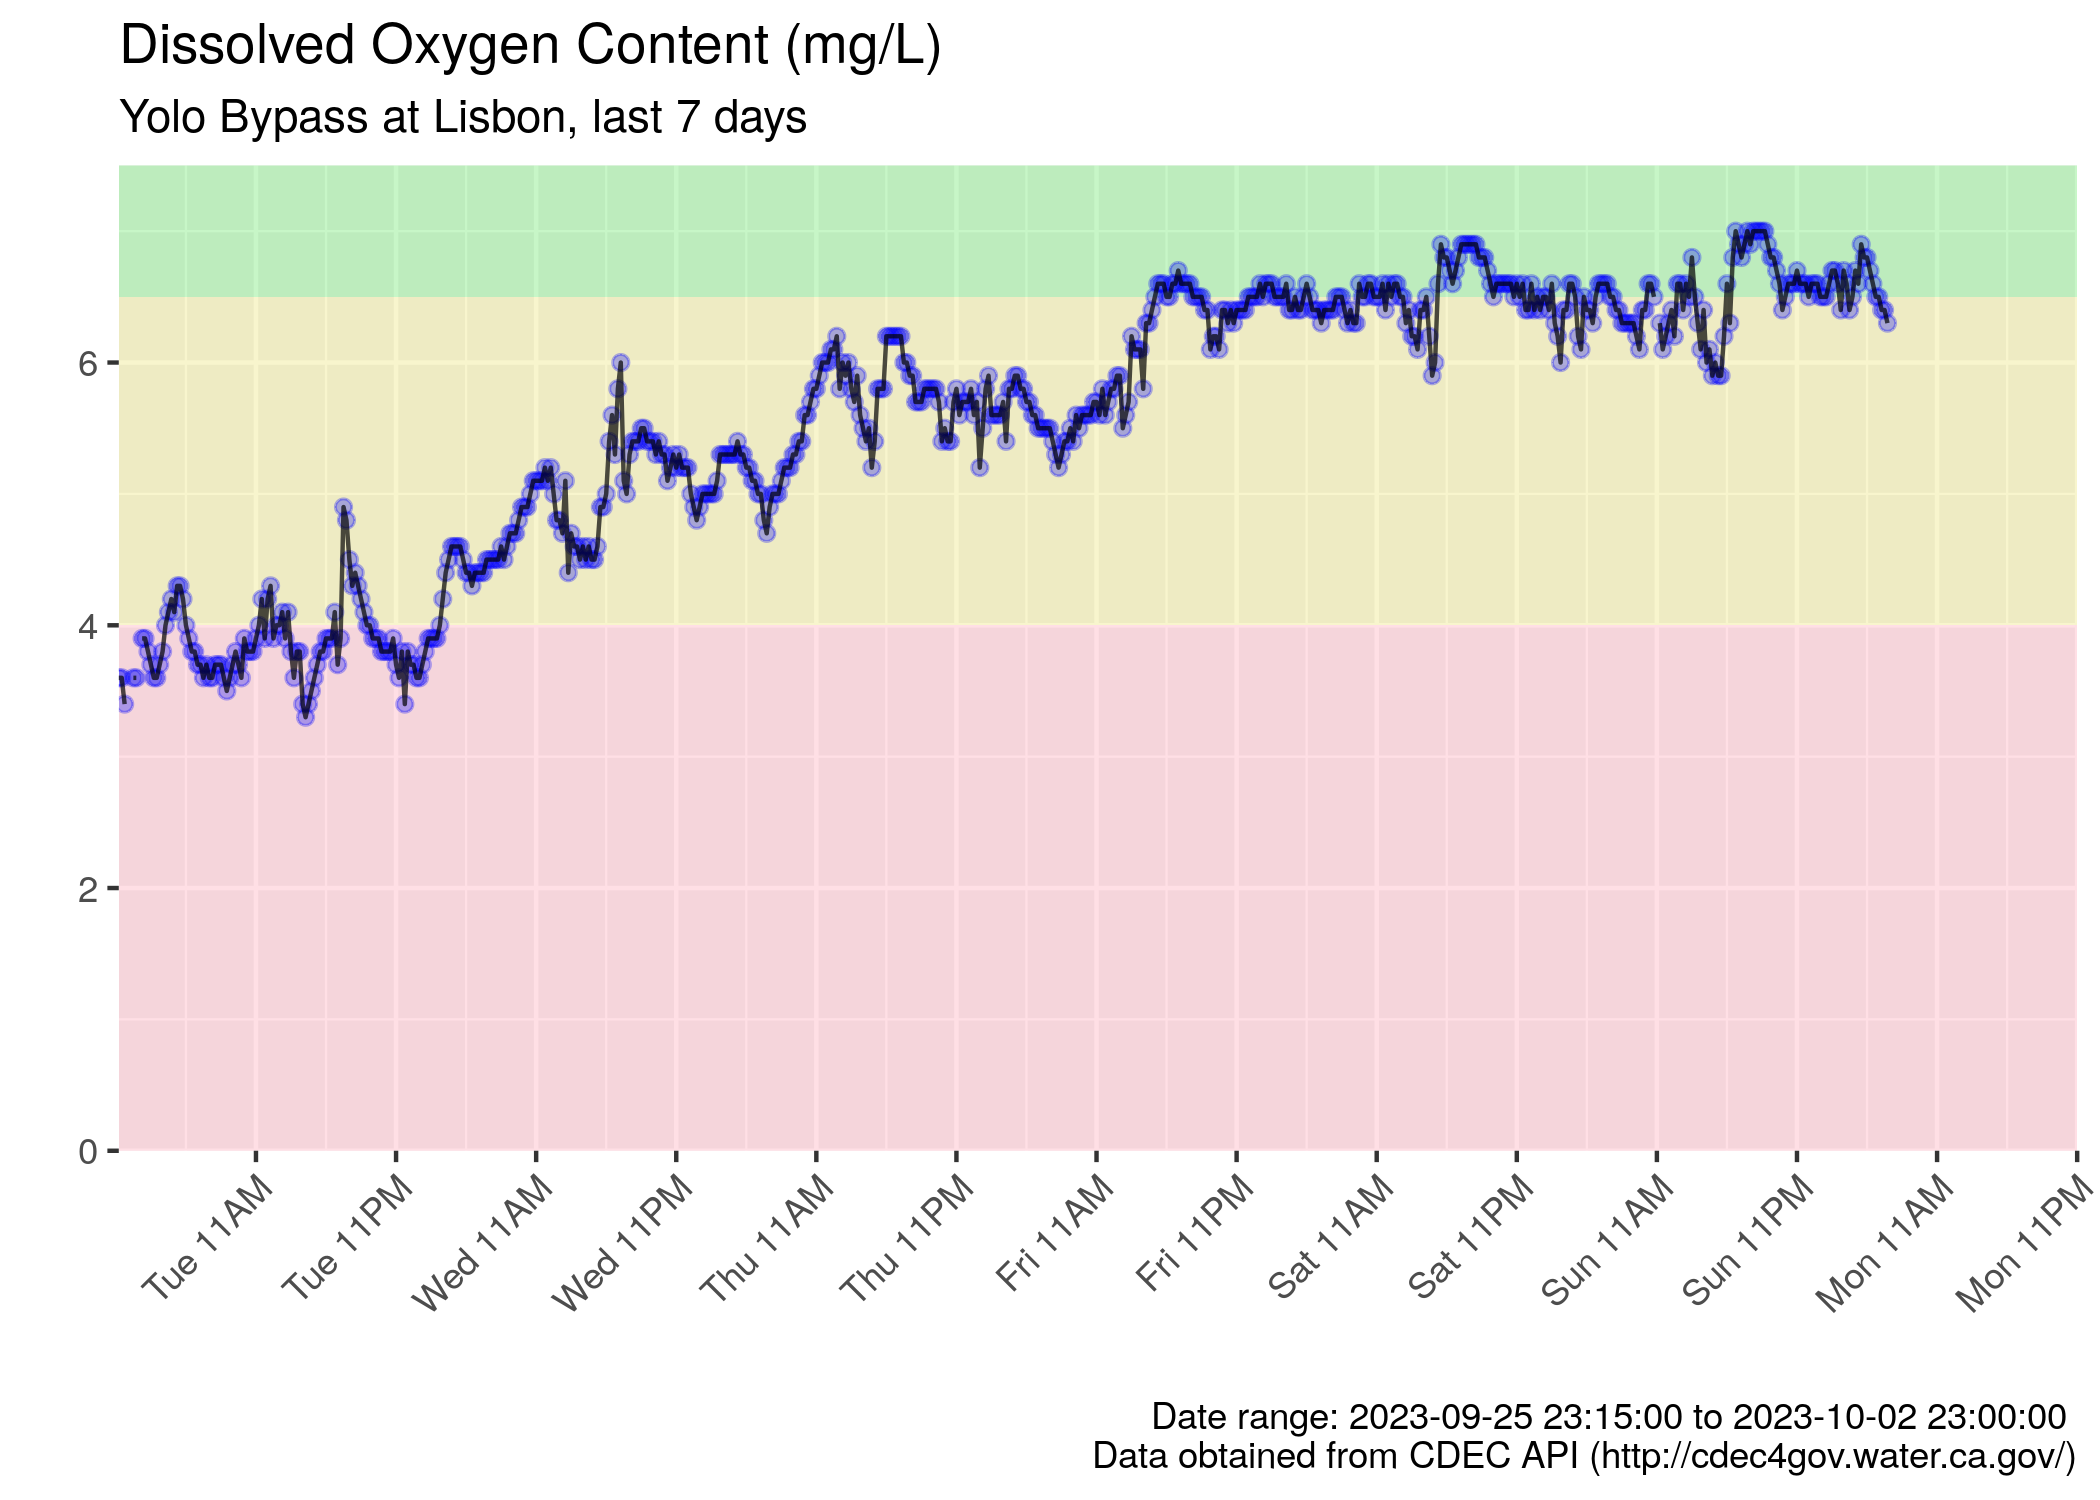 Dissolved Oxygen Content (mg/L)
Yolo Bypass at Lisbon, last 7 days
6
4
2
0
Tue 11AM
Tue 11PM
Wed 11AM
Wed 11PM
Thu 11AM
Thu 11PM
Fri 11AM
Fri 11PM
Sat 11AM
Sat 11PM
Sun 11AM
Sun 11PM
Mon 11AM
Mon 11PM
Date range: 2023-09-25 23:15:00 to 2023-10-02 23:00:00
Data obtained from CDEC API (http://cdec4gov.water.ca.gov/)